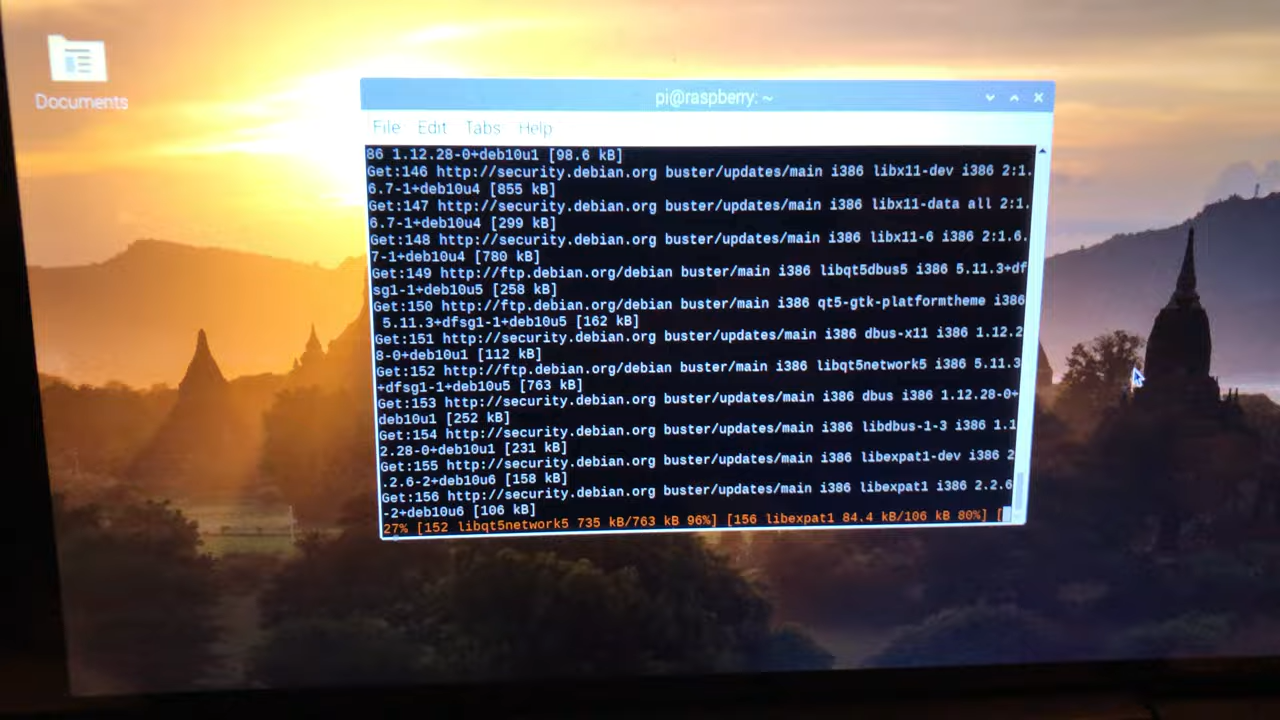 Documents
pi@raspberry: ~
File Edit Tabs Help
86 1.12.28-0+deb10u1 [98.6 kB]
Get:146 http://security.debian.org buster/updates/main i386 libx11-dev i386 2:1.
6.7-1+deb10u4 [855 kB]
Get:147 http://security.debian.org buster/updates/main i386 libx11-data all 2:1.
6.7-1+deb10u4 [299 kB]
Get:148 http://security.debian.org buster/updates/main i386 libx11-6 i386 2:1.6.
7-1+deb10u4 [780 kB]
Get:149 http://ftp.debian.org/debian buster/main i386 libqt5dbus5 i386 5.11.3+df
sg1-1+deb10u5 [258 kB]
Get:150 http://ftp.debian.org/debian buster/main i386 qt5-gtk-platformtheme i386
5.11.3+dfsg1-1+deb10u5 [162 kB]
Get:151 http://security.debian.org buster/updates/main i386 dbus-x11 i386 1.12.2
8-0+deb10u1 [112 kB]
Get:152 http://ftp.debian.org/debian buster/main i386 libqt5network5 i386 5.11.3
+dfsg1-1+deb10u5 [763 kB]
Get:153 http://security.debian.org buster/updates/main i386 dbus i386 1.12.28-0+
deb10u1 [252 kB]
Get:154 http://security.debian.org buster/updates/main i386 libdbus-1-3 i386 1.1
2.28-0+deb10u1 [231 kB]
Get:155 http://security.debian.org buster/updates/main i386 libexpat1-dev i386 2
.2.6-2+deb10u6 [158 kB]
Get:156 http://security.debian.org buster/updates/main i386 libexpat1 i386 2.2.6
-2+deb10u6 [106 kB]
27% [152 libqt5network5 735 kB/763 kB 96%] [156 libexpat1 84.4 kB/106 kB 80%] [